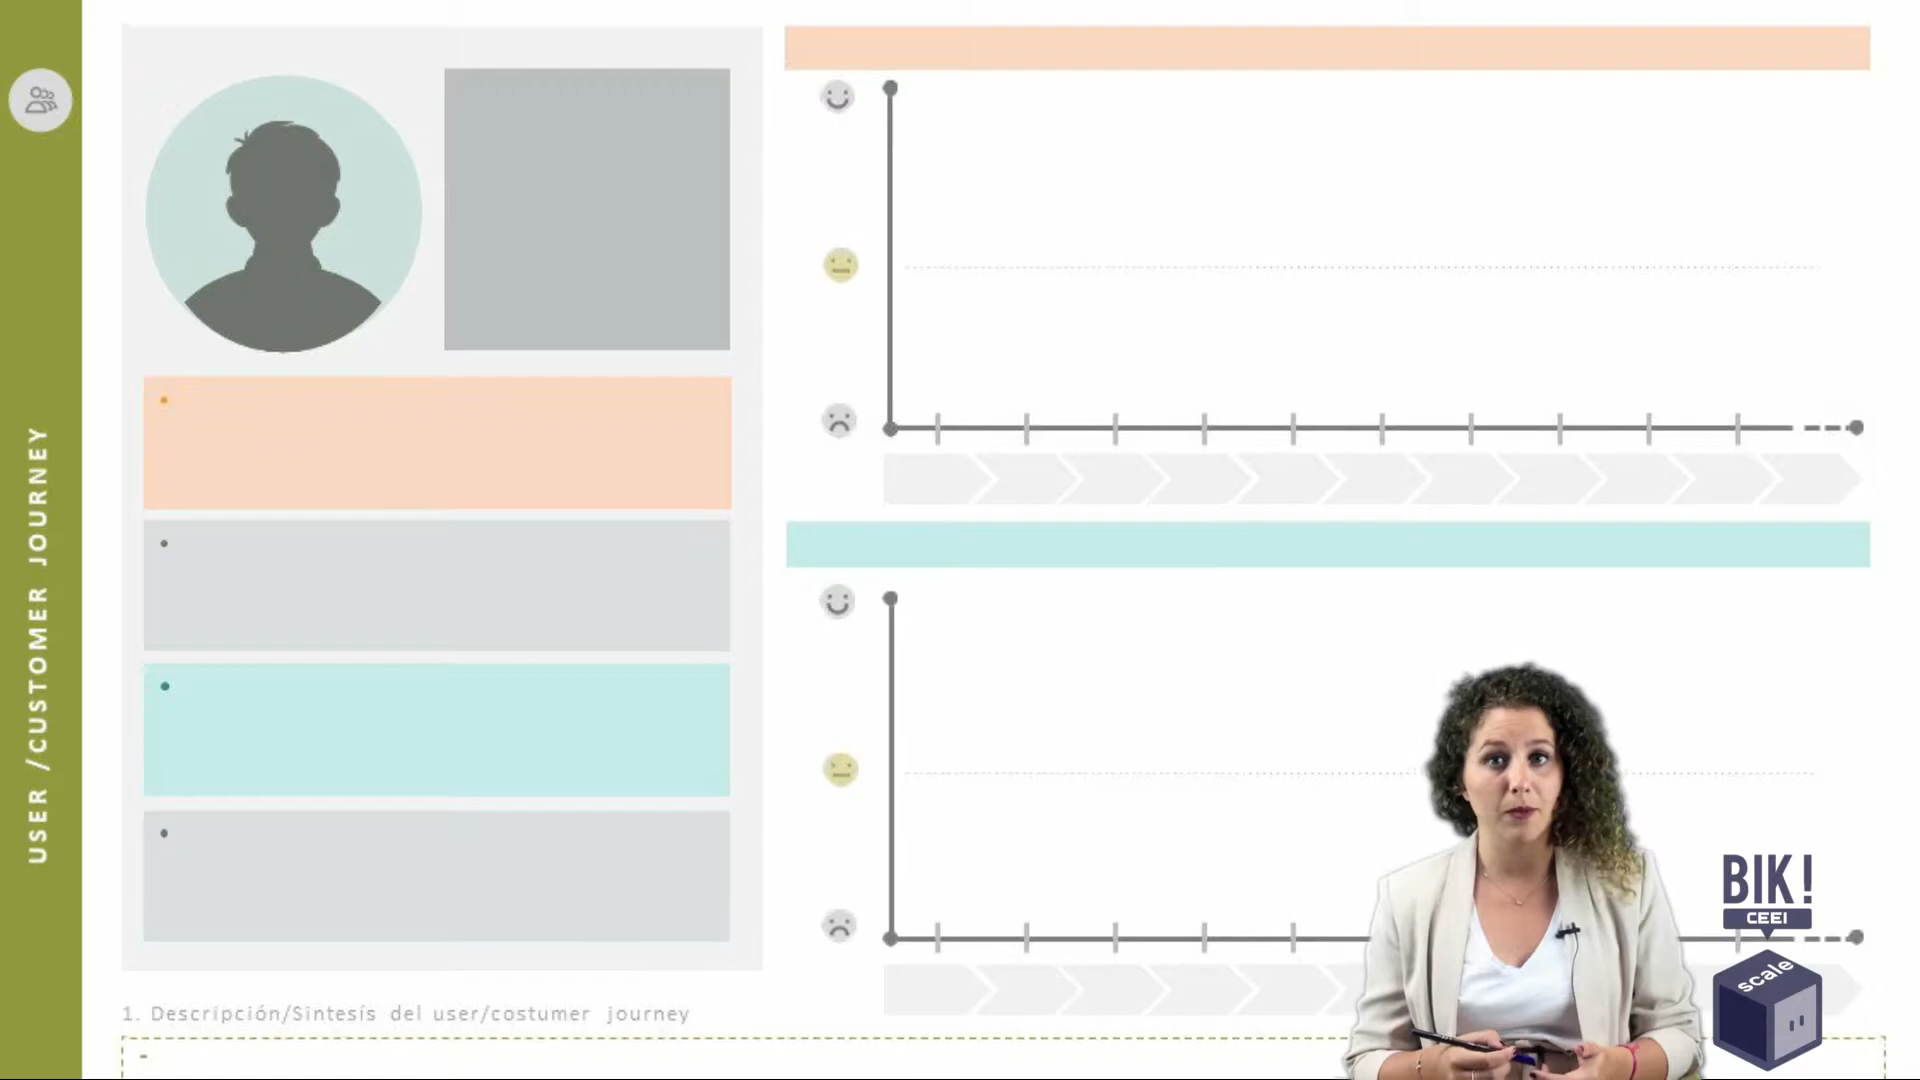 USER / CUSTOMER JOURNEY
1. Descripción/Sintesís del user/costumer journey
-
BIK!
CEEI
scale